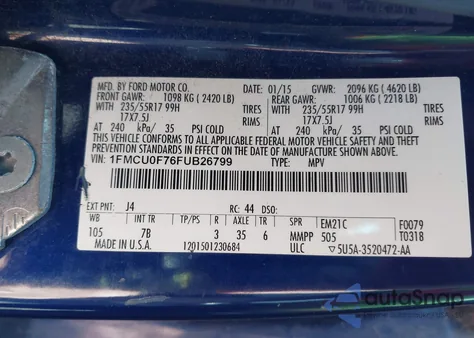 MFD. BY FORD MOTOR CO. 01/15 GVWR: 2096 KG ( 4620 LB)
FRONT GAWR: 1098 KG ( 2420 LB) REAR GAWR: 1006 KG ( 2218 LB)
WITH 235/55R17 99H WITH 235/55R17 99H
17X7.5J 17X7.5J
AT 240 kPa/ 35 PSI COLD AT 240 kPa/ 35 PSI COLD
THIS VEHICLE CONFORMS TO ALL APPLICABLE FEDERAL MOTOR VEHICLE
SAFETY AND THEFT PREVENTION STANDARDS IN EFFECT ON THE DATE OF
MANUFACTURE SHOWN ABOVE.
VIN: 1FMCU0F76FUB26799 TYPE: MPV
EXT PNT: J4 RC: 44 DSO:
WB INT TR TP/PS R AXLE TR SPR EM21C F0079
105 7B 3 35 6 MMPP 505 T0318
MADE IN U.S.A. 1201501230684 ULC 5U5A-3520472-AA
autoSnap